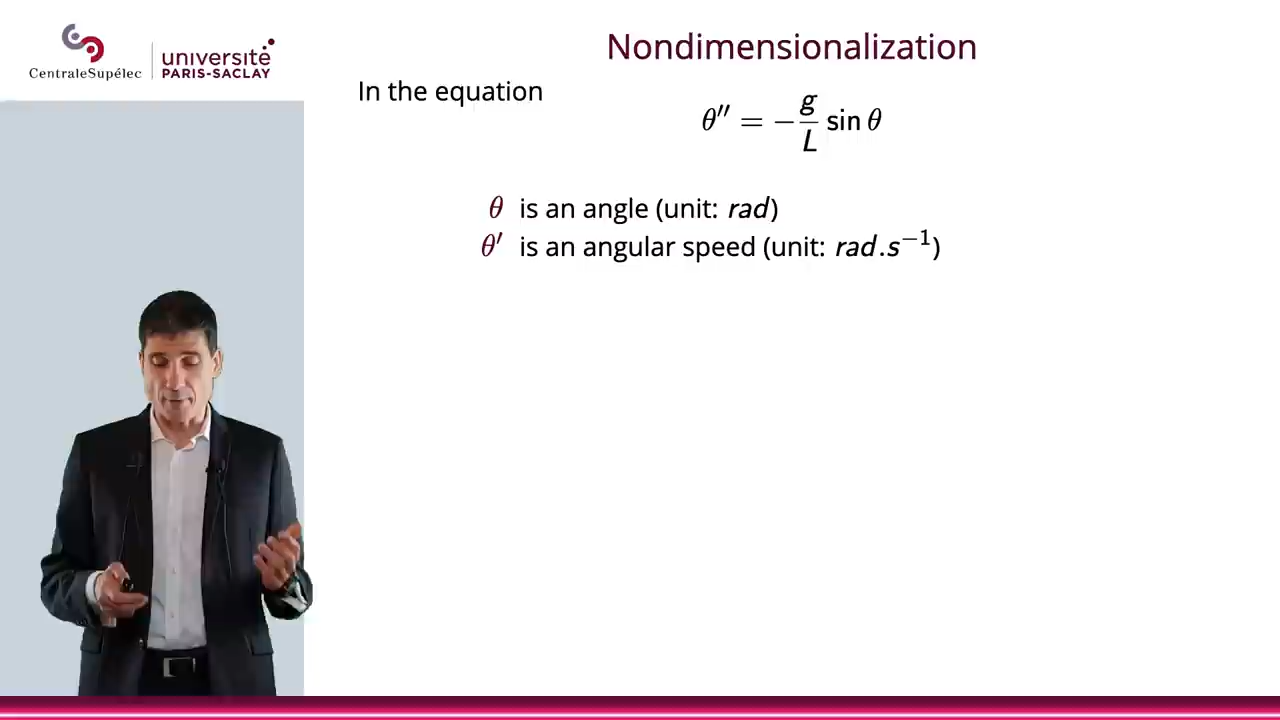 CentraleSupélec
université
PARIS-SACLAY
Nondimensionalization
In the equation
θ′′ = −g/L sin θ
θ is an angle (unit: rad)
θ′ is an angular speed (unit: rad.s⁻¹)